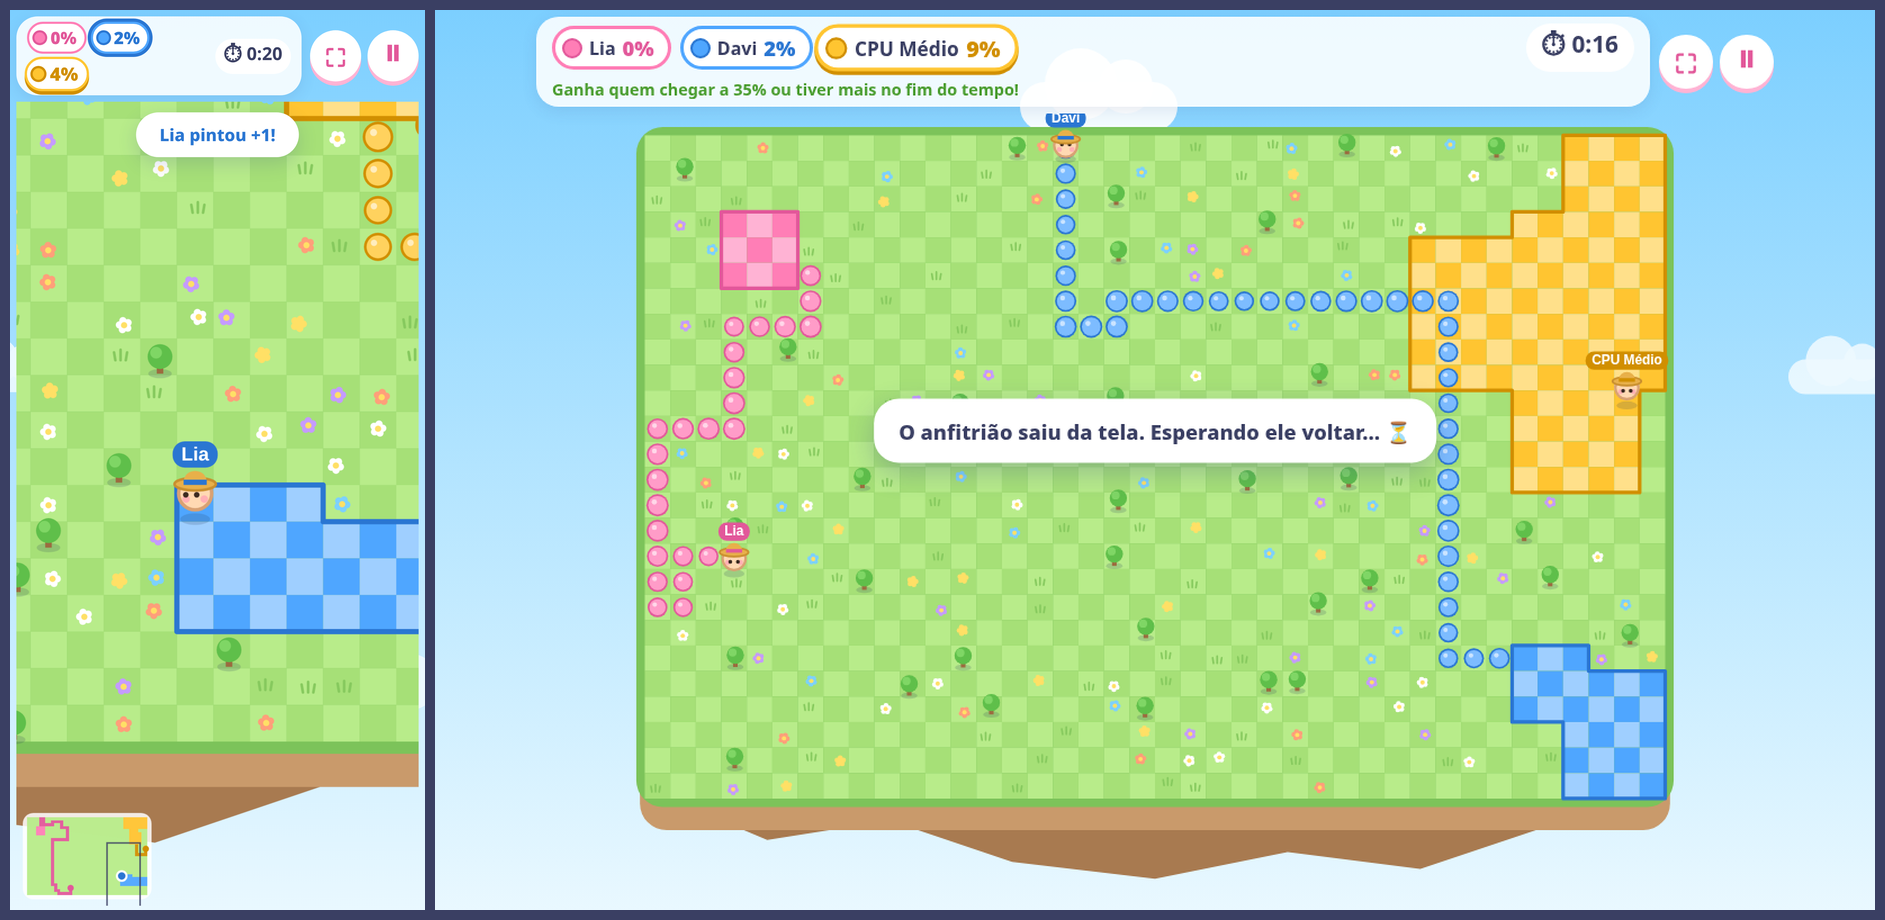 0%
2%
4%
0:20
Lia pintou +1!
Lia
Lia 0%
Davi 2%
CPU Médio 9%
0:16
Ganha quem chegar a 35% ou tiver mais no fim do tempo!
Davi
CPU Médio
O anfitrião saiu da tela. Esperando ele voltar...
Lia